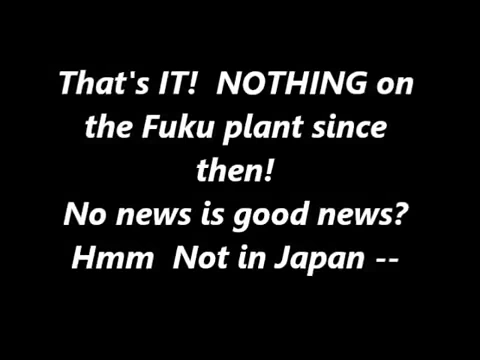 That's IT!  NOTHING on
the Fuku plant since
then!
No news is good news?
Hmm  Not in Japan --